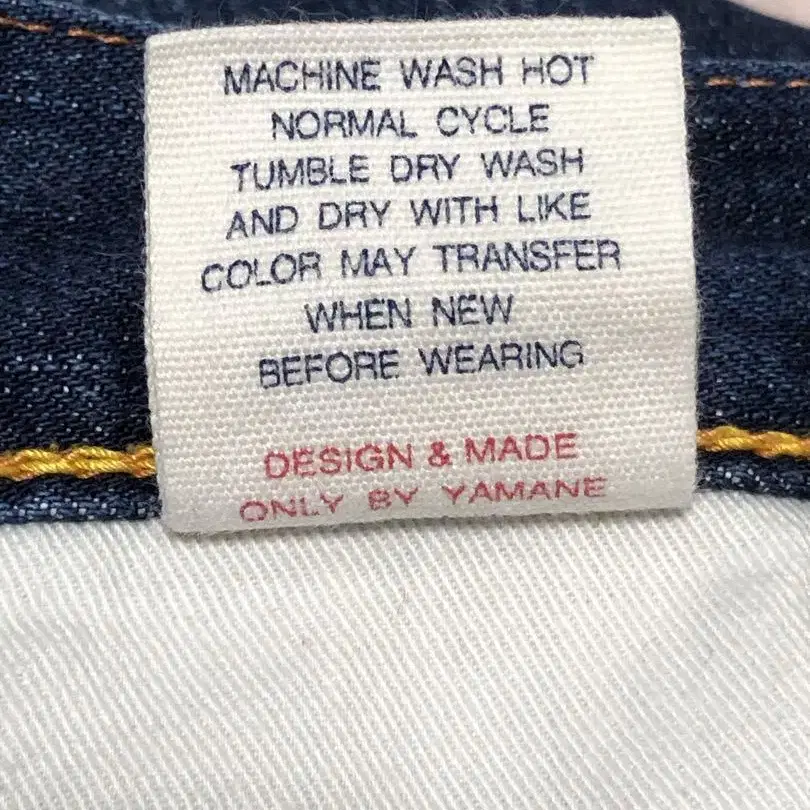 MACHINE WASH HOT
NORMAL CYCLE
TUMBLE DRY WASH
AND DRY WITH LIKE
COLOR MAY TRANSFER
WHEN NEW
BEFORE WEARING
DESIGN & MADE
ONLY BY YAMANE